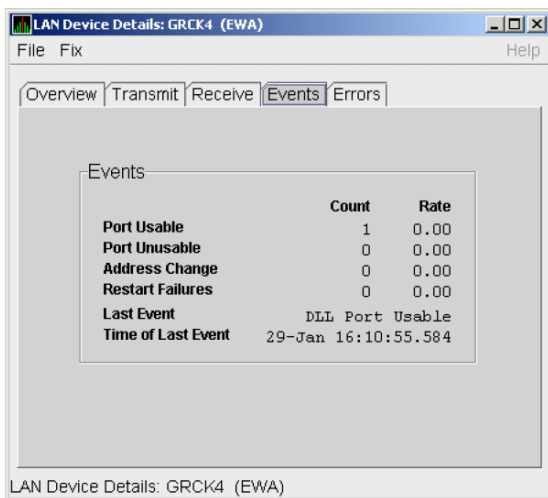 LAN Device Details: GRCK4 (EWA)
File Fix Help
Overview Transmit Receive Events Errors
Events
Count Rate
Port Usable 1 0.00
Port Unusable 0 0.00
Address Change 0 0.00
Restart Failures 0 0.00
Last Event DLL Port Usable
Time of Last Event 29-Jan 16:10:55.584
LAN Device Details: GRCK4 (EWA)